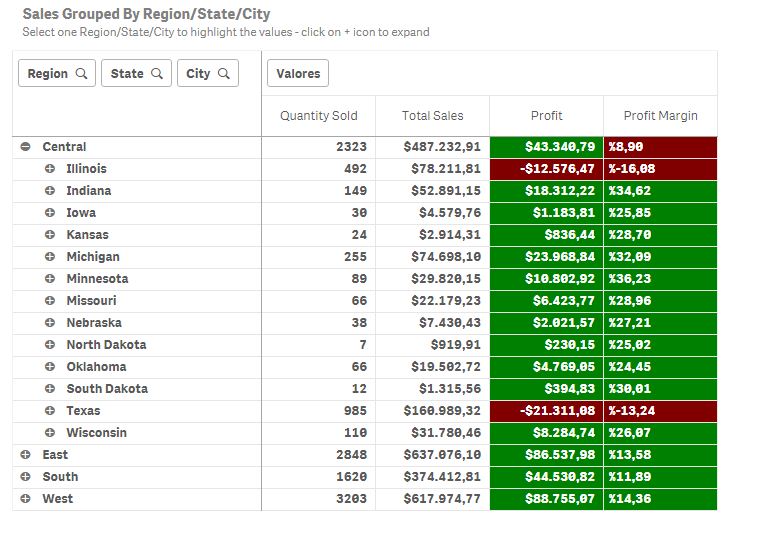 Sales Grouped By Region/State/City
Select one Region/State/City to highlight the values - click on + icon to expand
Region State City Valores
Quantity Sold Total Sales Profit Profit Margin
Central 2323 $487.232,91 $43.340,79 %8,90
Illinois 492 $78.211,81 -$12.576,47 %-16,08
Indiana 149 $52.891,15 $18.312,22 %34,62
Iowa 30 $4.579,76 $1.183,81 %25,85
Kansas 24 $2.914,31 $836,44 %28,70
Michigan 255 $74.698,10 $23.968,84 %32,09
Minnesota 89 $29.820,15 $10.802,92 %36,23
Missouri 66 $22.179,23 $6.423,77 %28,96
Nebraska 38 $7.430,43 $2.021,57 %27,21
North Dakota 7 $919,91 $230,15 %25,02
Oklahoma 66 $19.502,72 $4.769,05 %24,45
South Dakota 12 $1.315,56 $394,83 %30,01
Texas 985 $160.989,32 -$21.311,08 %-13,24
Wisconsin 110 $31.780,46 $8.284,74 %26,07
East 2848 $637.076,10 $86.537,98 %13,58
South 1620 $374.412,81 $44.530,82 %11,89
West 3203 $617.974,77 $88.755,07 %14,36